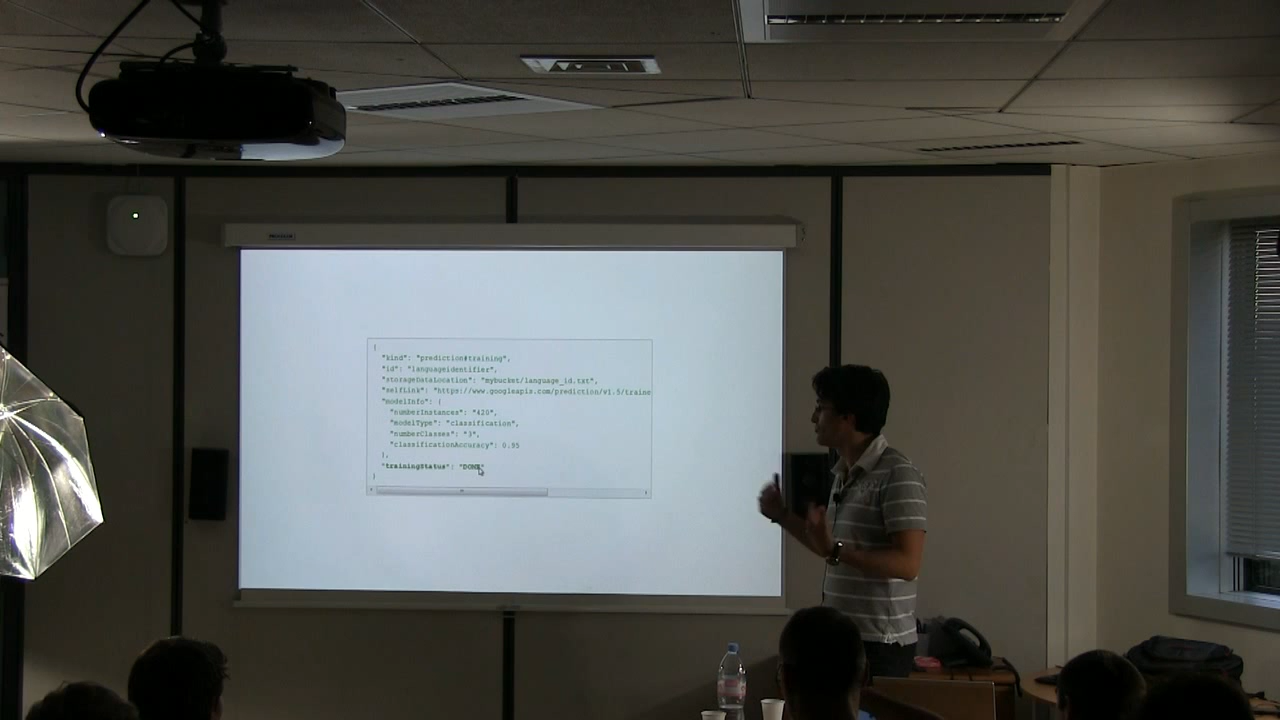 {
"kind": "prediction#training",
"id": "languageidentifier",
"storageDataLocation": "mybucket/language_id.txt",
"selfLink": "https://www.googleapis.com/prediction/v1.5/traine
"modelInfo": {
"numberInstances": "420",
"modelType": "classification",
"numberClasses": "3",
"classificationAccuracy": 0.95
},
"trainingStatus": "DONE"
}